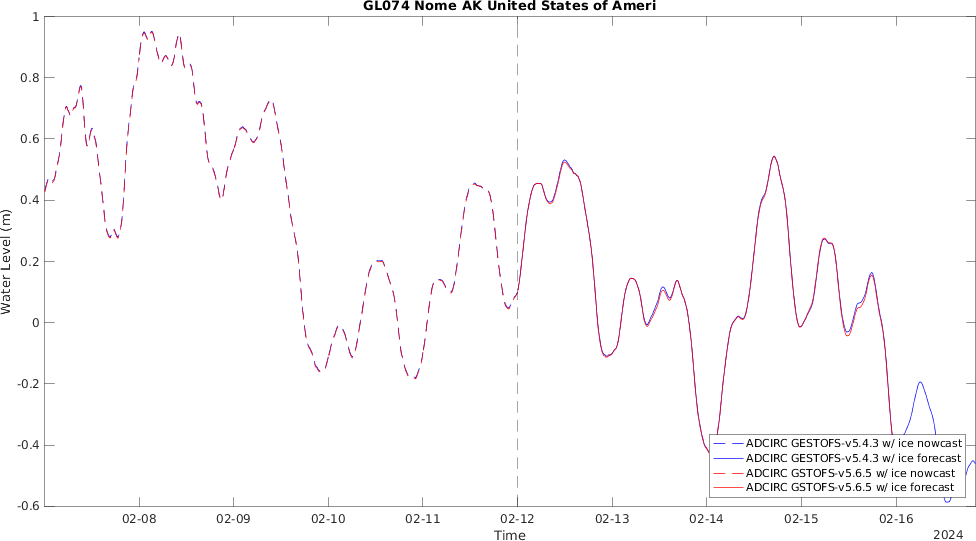 GL074 Nome AK United States of Ameri
Water Level (m)
1
0.8
0.6
0.4
0.2
0
-0.2
-0.4
-0.6
ADCIRC GESTOFS-v5.4.3 w/ ice nowcast
ADCIRC GESTOFS-v5.4.3 w/ ice forecast
ADCIRC GSTOFS-v5.6.5 w/ ice nowcast
ADCIRC GSTOFS-v5.6.5 w/ ice forecast
02-08 02-09 02-10 02-11 02-12 02-13 02-14 02-15 02-16
Time
2024